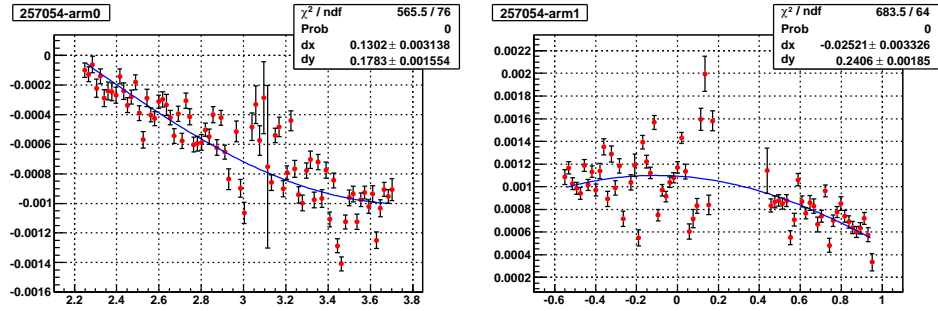 257054-arm0
χ² / ndf 565.5 / 76
Prob 0
dx 0.1302 ± 0.003138
dy 0.1783 ± 0.001554
0
-0.0002
-0.0004
-0.0006
-0.0008
-0.001
-0.0012
-0.0014
-0.0016
2.2 2.4 2.6 2.8 3 3.2 3.4 3.6 3.8
257054-arm1
χ² / ndf 683.5 / 64
Prob 0
dx -0.02521 ± 0.003326
dy 0.2406 ± 0.00185
0.0022
0.002
0.0018
0.0016
0.0014
0.0012
0.001
0.0008
0.0006
0.0004
0.0002
-0.6 -0.4 -0.2 0 0.2 0.4 0.6 0.8 1